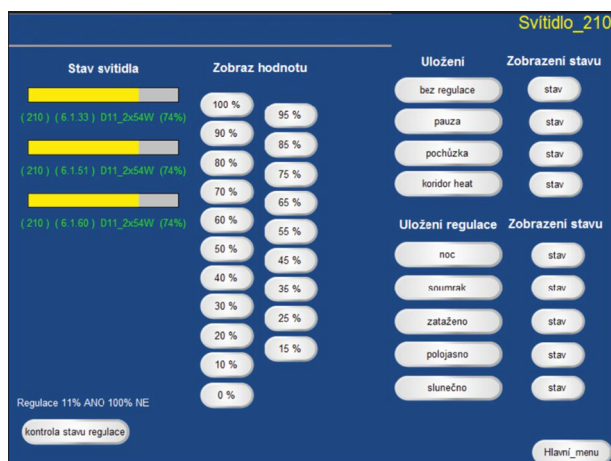 Svítidlo_210
Stav svítidla
( 210 ) ( 6.1.33 ) D11_2x54W (74%)
( 210 ) ( 6.1.51 ) D11_2x54W (74%)
( 210 ) ( 6.1.60 ) D11_2x54W (74%)
Regulace 11% ANO 100% NE
kontrola stavu regulace
Zobraz hodnotu
100 %
95 %
90 %
85 %
80 %
75 %
70 %
65 %
60 %
55 %
50 %
45 %
40 %
35 %
30 %
25 %
20 %
15 %
10 %
0 %
Uložení Zobrazení stavu
bez regulace stav
pauza stav
pochůzka stav
koridor heat stav
Uložení regulace Zobrazení stavu
noc stav
soumrak stav
zataženo stav
polojasno stav
slunečno stav
Hlavní_menu